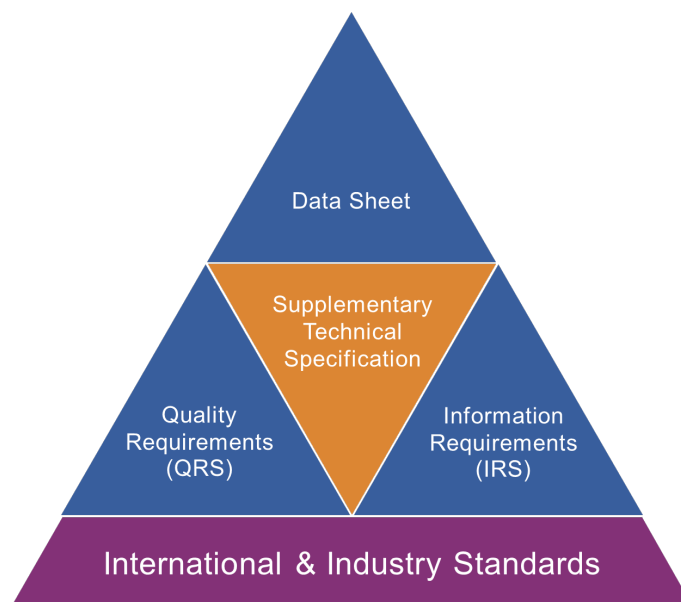 Data Sheet
Supplementary
Technical
Specification
Quality
Requirements
(QRS)
Information
Requirements
(IRS)
International & Industry Standards